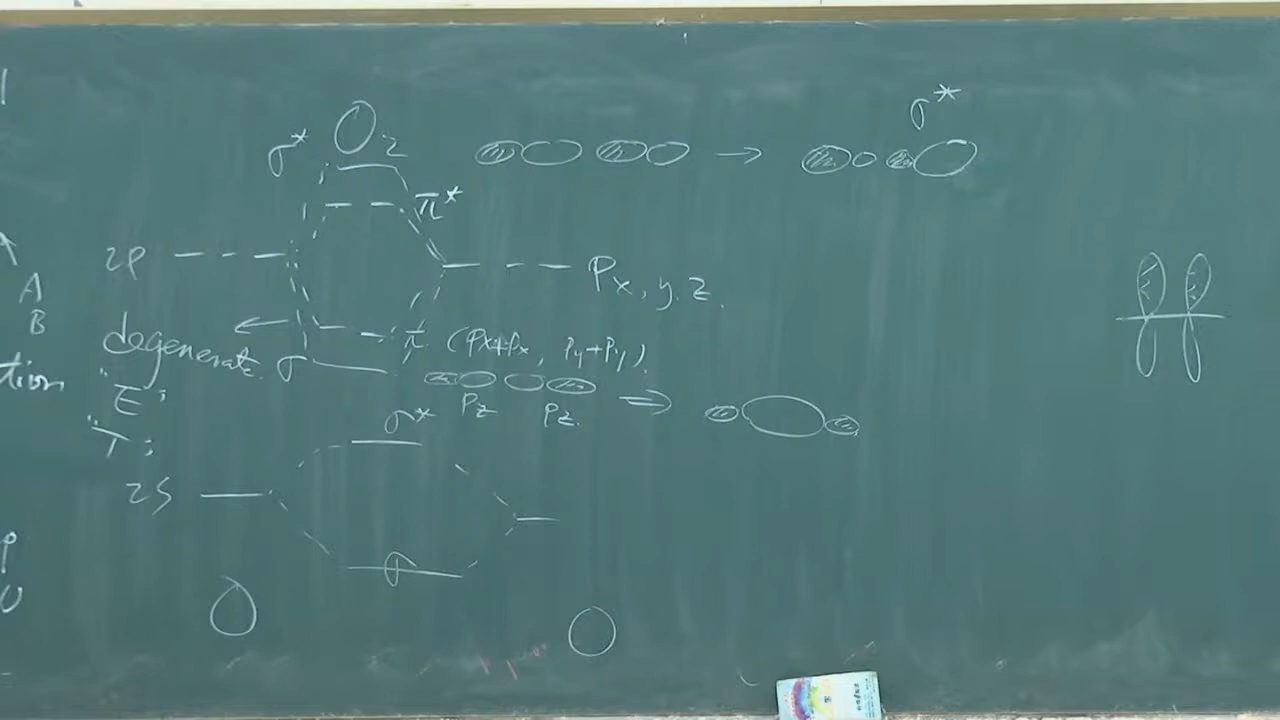 O₂
σ*
σ*
π*
2p
Px, y, z.
A
B
degenerate
π (Px+Px, Py+Py)
σ
tion
Pz Pz
"E"
"T"
σ*
2S
σ
O O